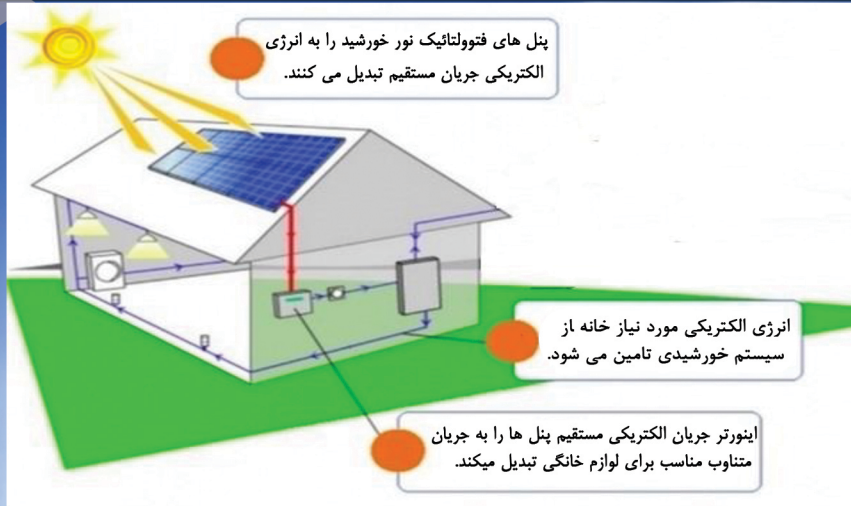 پنل های فتوولتائیک نور خورشید را به انرژی
الکتریکی جریان مستقیم تبدیل می کنند.
انرژی الکتریکی مورد نیاز خانه از
سیستم خورشیدی تامین می شود.
اینورتر جریان الکتریکی مستقیم پنل ها را به جریان
متناوب مناسب برای لوازم خانگی تبدیل میکند.